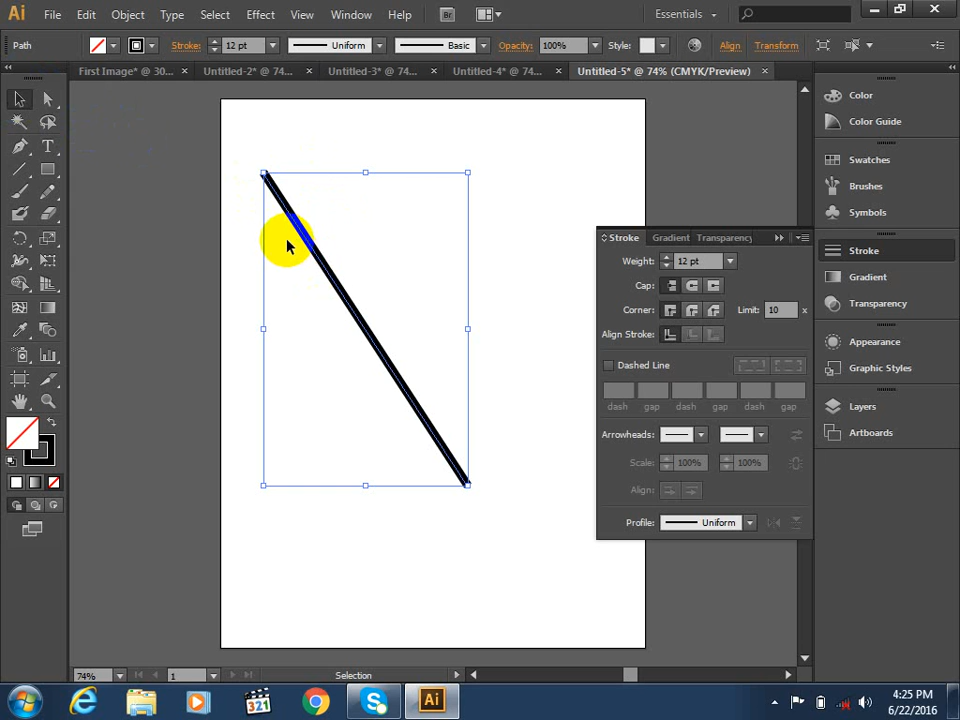 Ai File Edit Object Type Select Effect View Window Help Br Essentials
Path Stroke: 12 pt Uniform Basic Opacity: 100% Style: Align Transform
First Image* @ 30... × Untitled-2* @ 74... × Untitled-3* @ 74... × Untitled-4* @ 74... × Untitled-5* @ 74% (CMYK/Preview) ×
Color
Color Guide
Swatches
Brushes
Symbols
Stroke
Gradient
Transparency
Appearance
Graphic Styles
Layers
Artboards
Stroke Gradient Transparency
Weight: 12 pt
Cap:
Corner: Limit: 10 x
Align Stroke:
Dashed Line
dash gap dash gap dash gap
Arrowheads:
Scale: 100% 100%
Align:
Profile: Uniform
74% 1 Selection
321 Ai 4:25 PM
6/22/2016